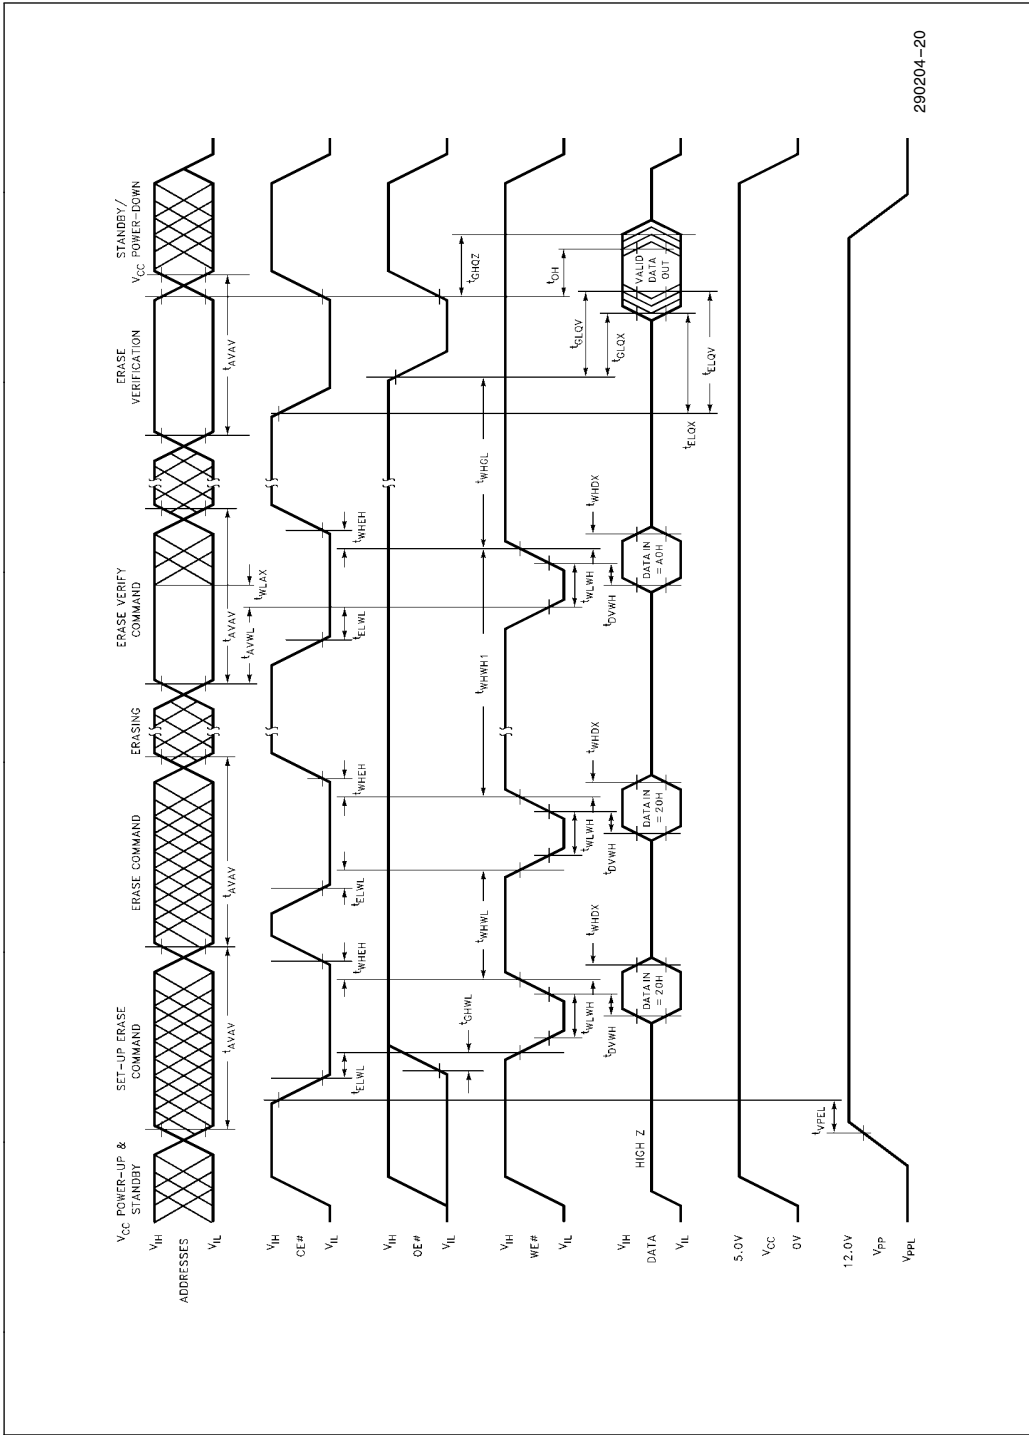 V_CC POWER-UP &
STANDBY
SET-UP ERASE
COMMAND
ERASE COMMAND
ERASING
ERASE VERIFY
COMMAND
ERASE
VERIFICATION
STANDBY/
V_CC POWER-DOWN
V_IH
ADDRESSES
V_IL
t_AVAV
t_AVAV
t_AVAV
t_AVWL
t_WLAX
t_AVAV
V_IH
CE#
V_IL
t_ELWL
t_WHEH
t_ELWL
t_WHEH
t_ELWL
t_WHEH
V_IH
OE#
V_IL
t_GHWL
t_WHWL
t_WHWH1
t_WHGL
t_GHQZ
V_IH
WE#
V_IL
t_WLWH
t_WHDX
t_DVWH
t_WLWH
t_WHDX
t_DVWH
t_WLWH
t_WHDX
t_DVWH
t_GLQV
t_GLQX
t_OH
V_IH
DATA
V_IL
HIGH Z
DATA IN
= 20H
DATA IN
= 20H
DATA IN
= A0H
VALID
DATA
OUT
t_ELQX
t_ELQV
5.0V
V_CC
0V
12.0V
V_PP
V_PPL
t_VPEL
290204-20